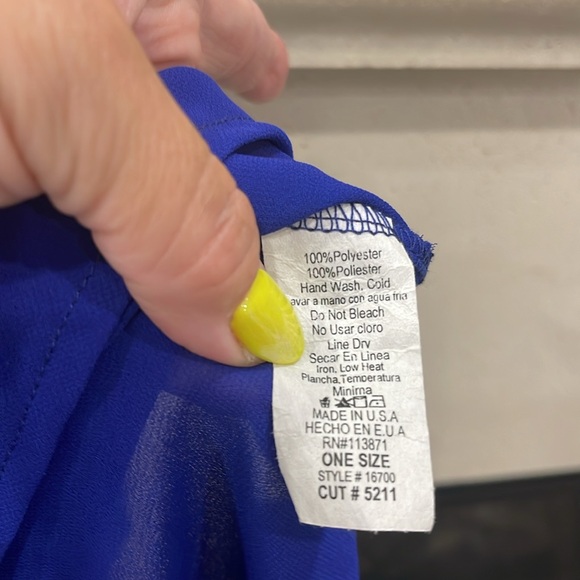 100%Polyester
100%Poliester
Hand Wash, Cold
avar a mano con agua fria
Do Not Bleach
No Usar cloro
Line Dry
Secar En Linea
Iron, Low Heat
Plancha,Temperatura
Minima
MADE IN U.S.A
HECHO EN E.U.A
RN#113871
ONE SIZE
STYLE # 16700
CUT # 5211